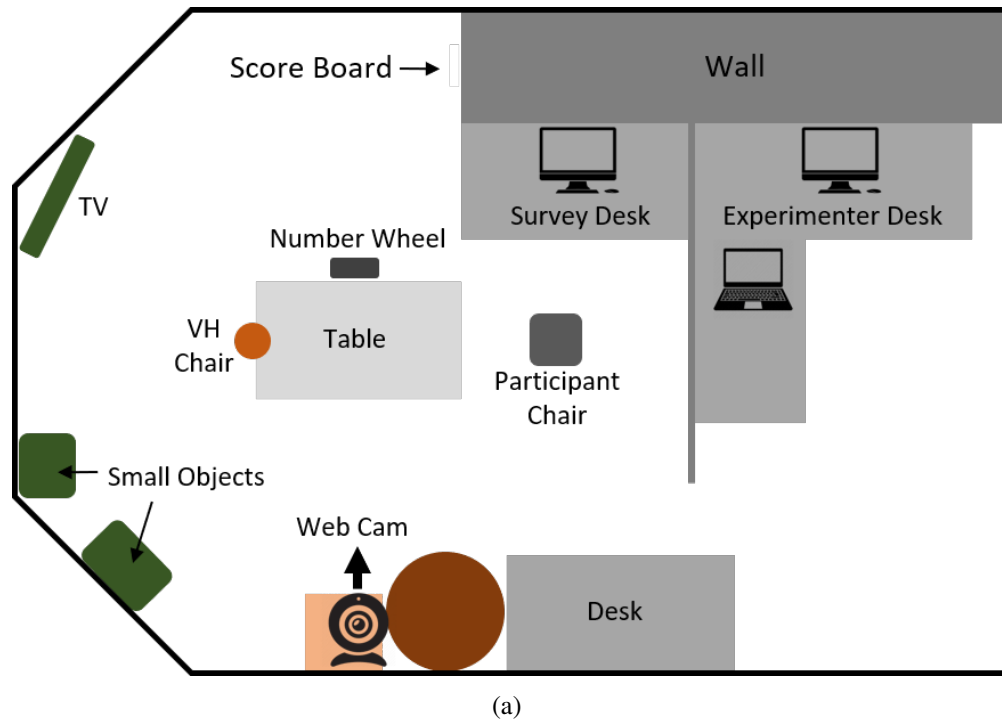 Score Board
Wall
TV
Survey Desk
Experimenter Desk
Number Wheel
VH
Chair
Table
Participant
Chair
Small Objects
Web Cam
Desk
(a)